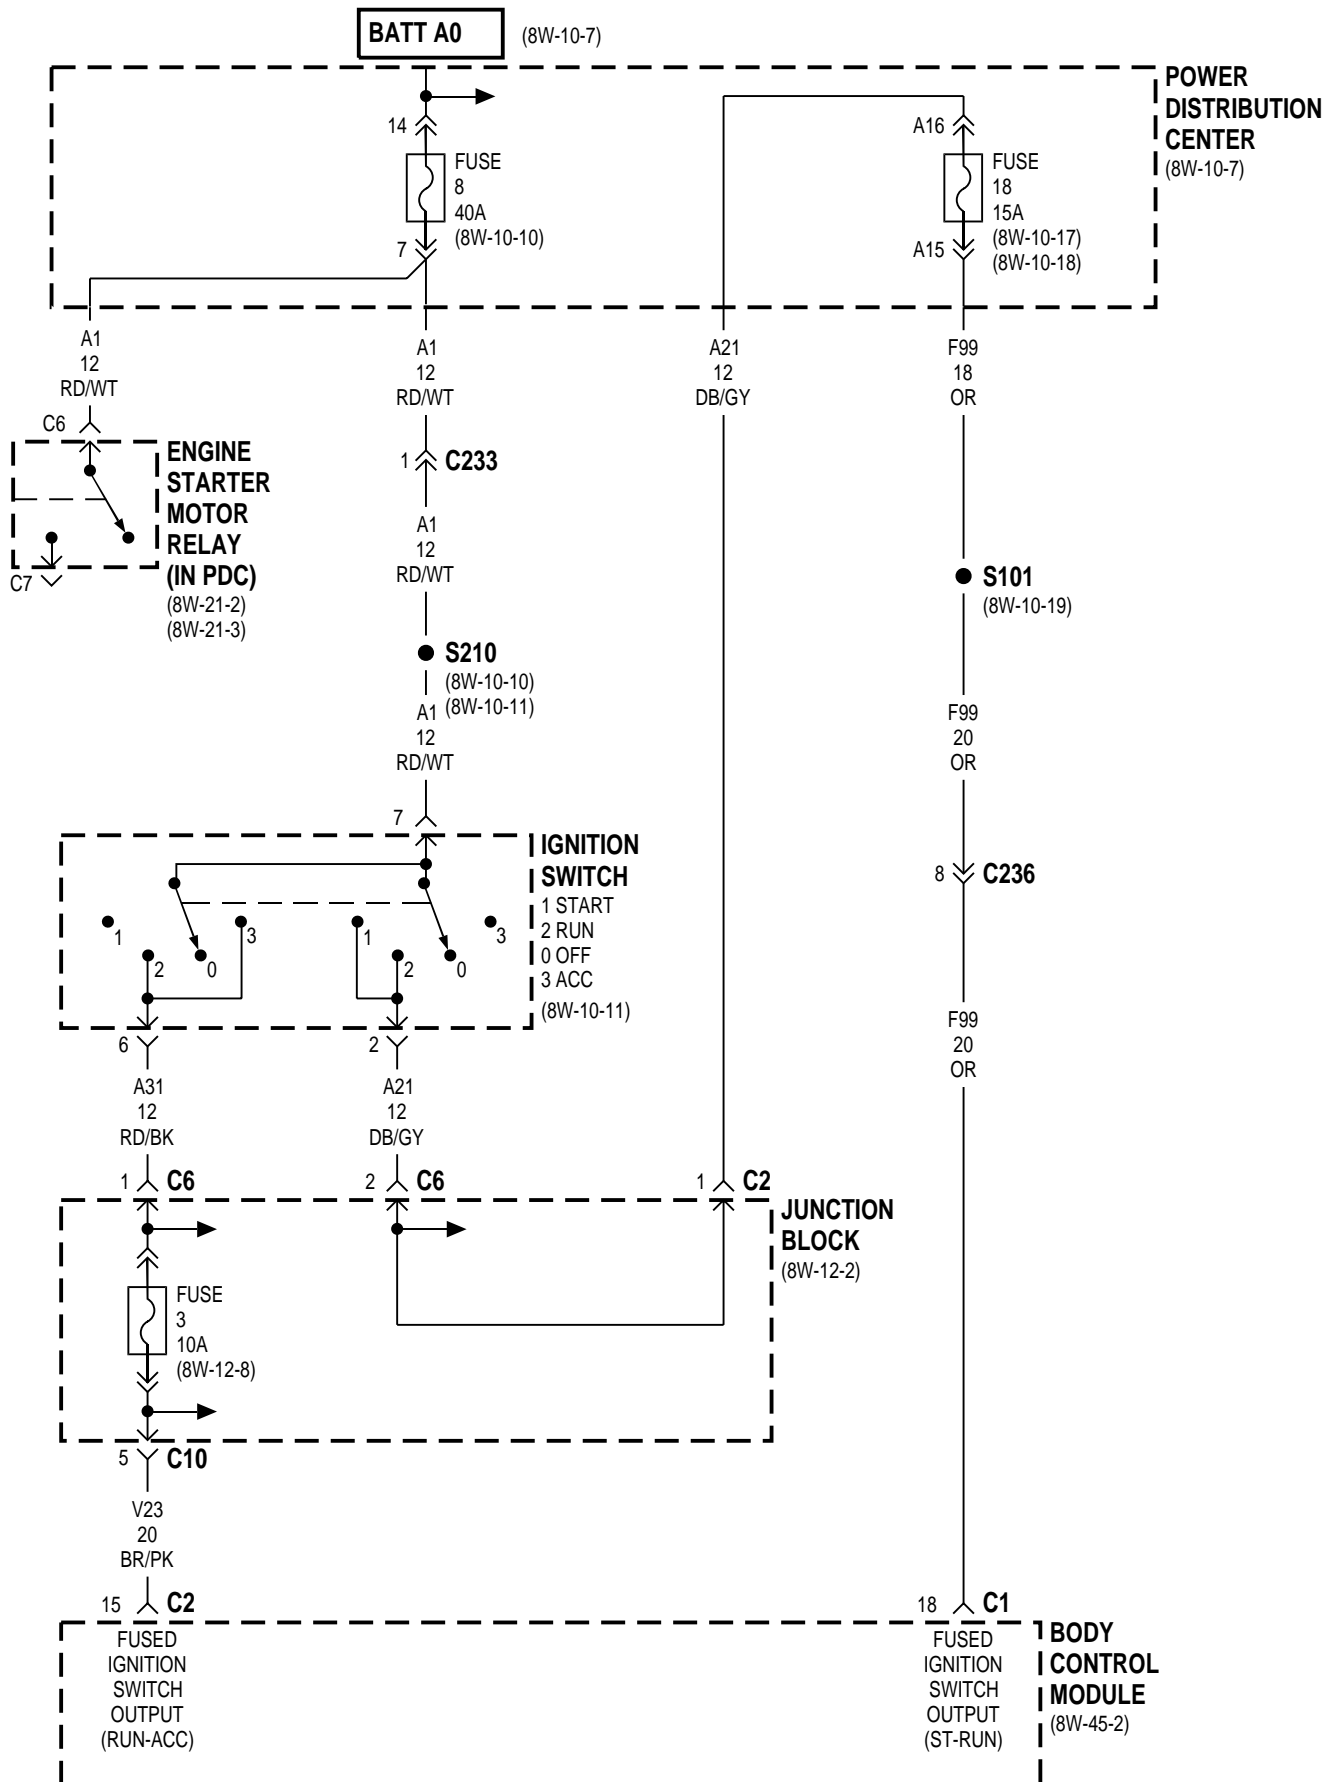 BATT A0
(8W-10-7)
POWER
DISTRIBUTION
CENTER
(8W-10-7)
14
FUSE
8
40A
(8W-10-10)
7
A16
FUSE
18
15A
(8W-10-17)
(8W-10-18)
A15
A1
12
RD/WT
A1
12
RD/WT
A21
12
DB/GY
F99
18
OR
C6
ENGINE
STARTER
MOTOR
RELAY
(IN PDC)
(8W-21-2)
(8W-21-3)
C7
1
C233
A1
12
RD/WT
S101
(8W-10-19)
S210
(8W-10-10)
(8W-10-11)
A1
12
RD/WT
F99
20
OR
7
IGNITION
SWITCH
1 START
2 RUN
0 OFF
3 ACC
(8W-10-11)
1
2
0
3
1
2
0
3
8
C236
6
2
A31
12
RD/BK
A21
12
DB/GY
F99
20
OR
1
C6
2
C6
1
C2
JUNCTION
BLOCK
(8W-12-2)
FUSE
3
10A
(8W-12-8)
5
C10
V23
20
BR/PK
15
C2
18
C1
FUSED
IGNITION
SWITCH
OUTPUT
(RUN-ACC)
FUSED
IGNITION
SWITCH
OUTPUT
(ST-RUN)
BODY
CONTROL
MODULE
(8W-45-2)